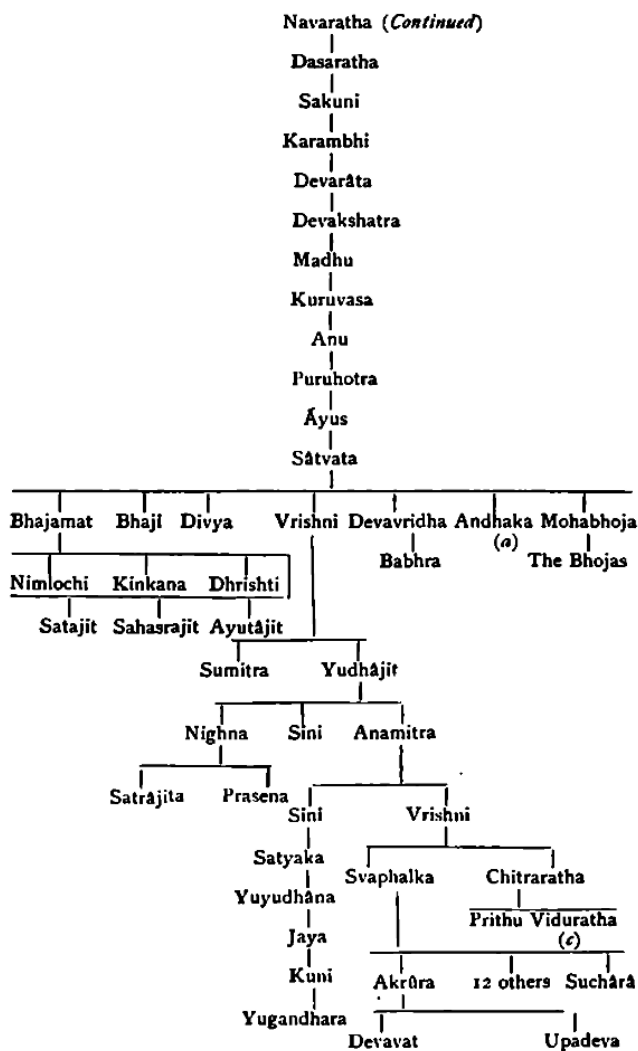 Navaratha (Continued)
Dasaratha
Sakuni
Karambhi
Devarâta
Devakshatra
Madhu
Kuruvasa
Anu
Puruhotra
Âyus
Sâtvata
Bhajamat Bhaji Divya Vrishni Devavridha Andhaka Mohabhoja
(a)
Babhra The Bhojas
Nimlochi Kinkana Dhrishti
Satajit Sahasrajit Ayutâjit
Sumitra Yudhâjit
Nighna Sini Anamitra
Satrâjita Prasena
Sini Vrishni
Satyaka
Svaphalka Chitraratha
Yuyudhâna
Prithu Viduratha
Jaya
(c)
Kuni
Akrûra 12 others Suchârâ
Yugandhara
Devavat Upadeva